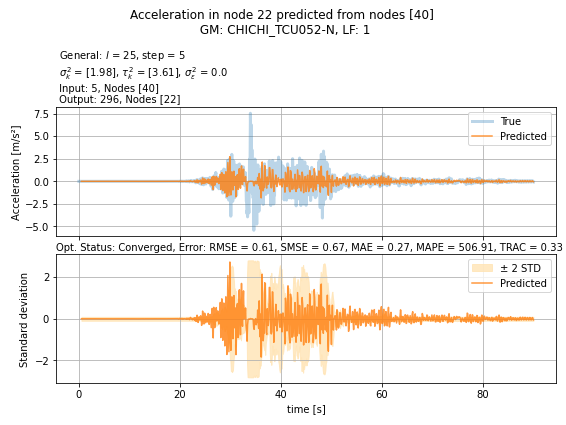 Acceleration in node 22 predicted from nodes [40]
GM: CHICHI_TCU052-N, LF: 1
General: l = 25, step = 5
σ²ₖ = [1.98], τ²ₖ = [3.61], σ²ε = 0.0
Input: 5, Nodes [40]
Output: 296, Nodes [22]
Acceleration [m/s²]
7.5
5.0
2.5
0.0
−2.5
−5.0
True
Predicted
Opt. Status: Converged, Error: RMSE = 0.61, SMSE = 0.67, MAE = 0.27, MAPE = 506.91, TRAC = 0.33
Standard deviation
2
0
−2
± 2 STD
Predicted
0 20 40 60 80
time [s]